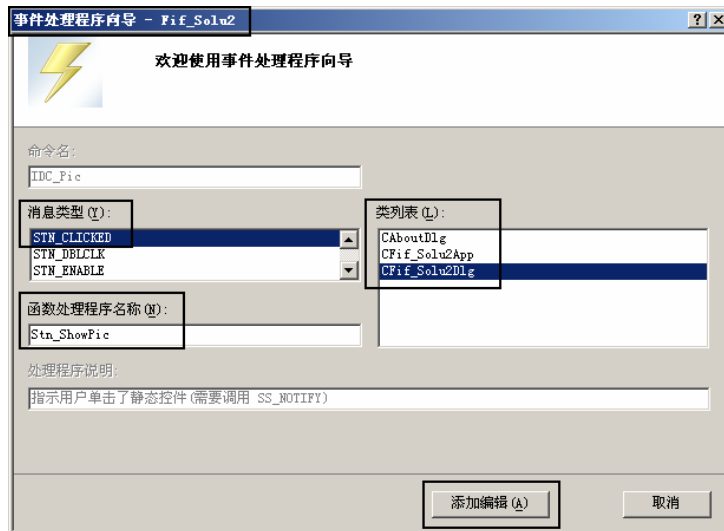 事件处理程序向导 - Fif_Solu2
欢迎使用事件处理程序向导
命令名:
IDC_Pic
消息类型(Y):
STN_CLICKED
STN_DBLCLK
STN_ENABLE
类列表(L):
CAboutDlg
CFif_Solu2App
CFif_Solu2Dlg
函数处理程序名称(N):
Stn_ShowPic
处理程序说明:
指示用户单击了静态控件(需要调用 SS_NOTIFY)
添加编辑(A)
取消